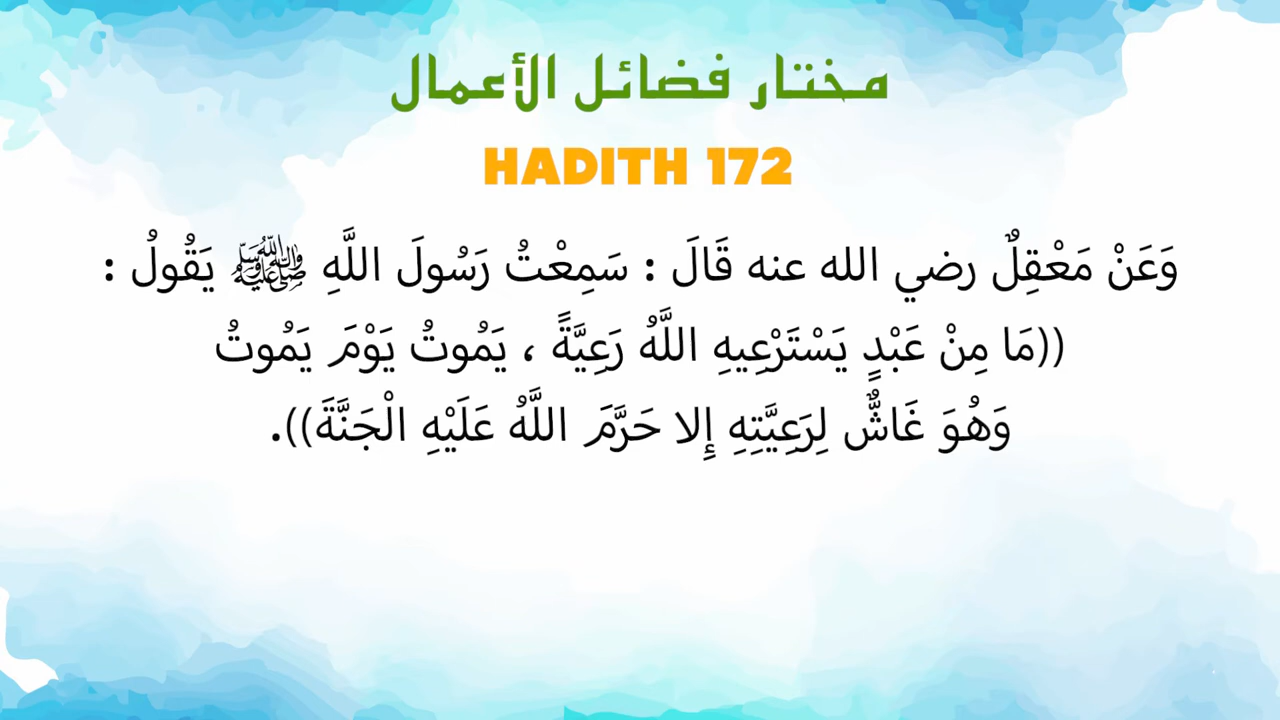 مختار فضائل الأعمال
HADITH 172
وَعَنْ مَعْقِلٌ رضي الله عنه قَالَ : سَمِعْتُ رَسُولَ اللَّهِ ﷺ يَقُولُ :
((مَا مِنْ عَبْدٍ يَسْتَرْعِيهِ اللَّهُ رَعِيَّةً ، يَمُوتُ يَوْمَ يَمُوتُ
وَهُوَ غَاشٌّ لِرَعِيَّتِهِ إِلا حَرَّمَ اللَّهُ عَلَيْهِ الْجَنَّةَ)).